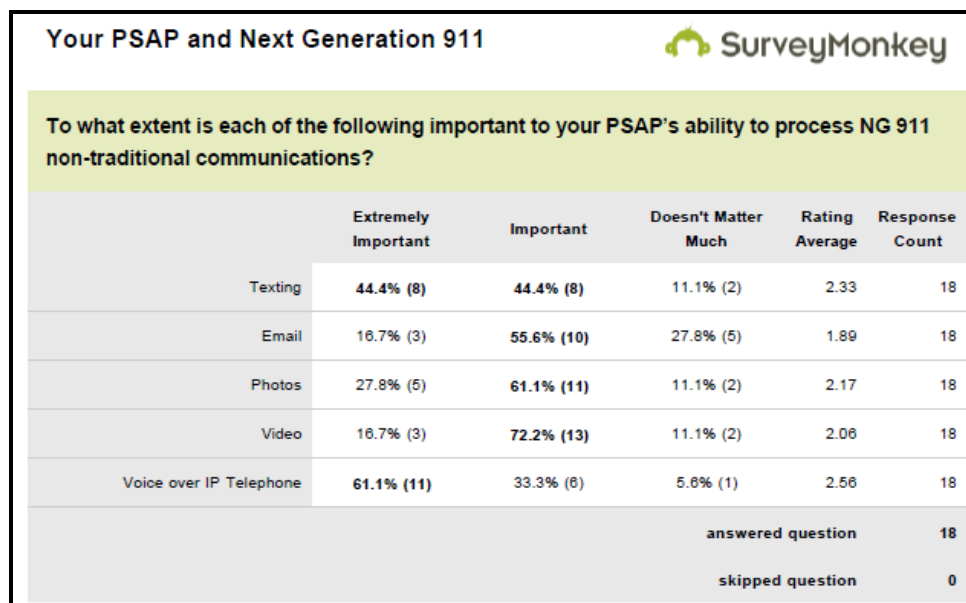 Your PSAP and Next Generation 911
SurveyMonkey
To what extent is each of the following important to your PSAP's ability to process NG 911
non-traditional communications?
Extremely Important Important Doesn't Matter Much Rating Average Response Count
Texting 44.4% (8) 44.4% (8) 11.1% (2) 2.33 18
Email 16.7% (3) 55.6% (10) 27.8% (5) 1.89 18
Photos 27.8% (5) 61.1% (11) 11.1% (2) 2.17 18
Video 16.7% (3) 72.2% (13) 11.1% (2) 2.06 18
Voice over IP Telephone 61.1% (11) 33.3% (6) 5.6% (1) 2.56 18
answered question 18
skipped question 0